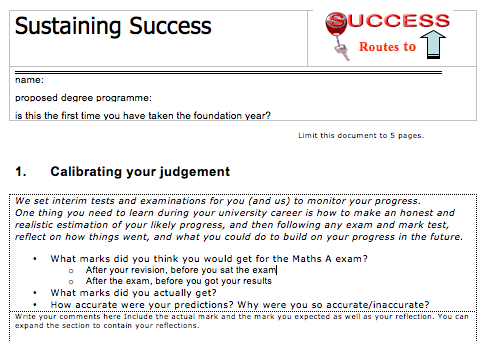 Sustaining Success
SUCCESS
Routes to
name:
proposed degree programme:
is this the first time you have taken the foundation year?
Limit this document to 5 pages.
1. Calibrating your judgement
We set interim tests and examinations for you (and us) to monitor your progress.
One thing you need to learn during your university career is how to make an honest and
realistic estimation of your likely progress, and then following any exam and mark test,
reflect on how things went, and what you could do to build on your progress in the future.
• What marks did you think you would get for the Maths A exam?
o After your revision, before you sat the exam
o After the exam, before you got your results
• What marks did you actually get?
• How accurate were your predictions? Why were you so accurate/inaccurate?
Write your comments here Include the actual mark and the mark you expected as well as your reflection. You can
expand the section to contain your reflections.